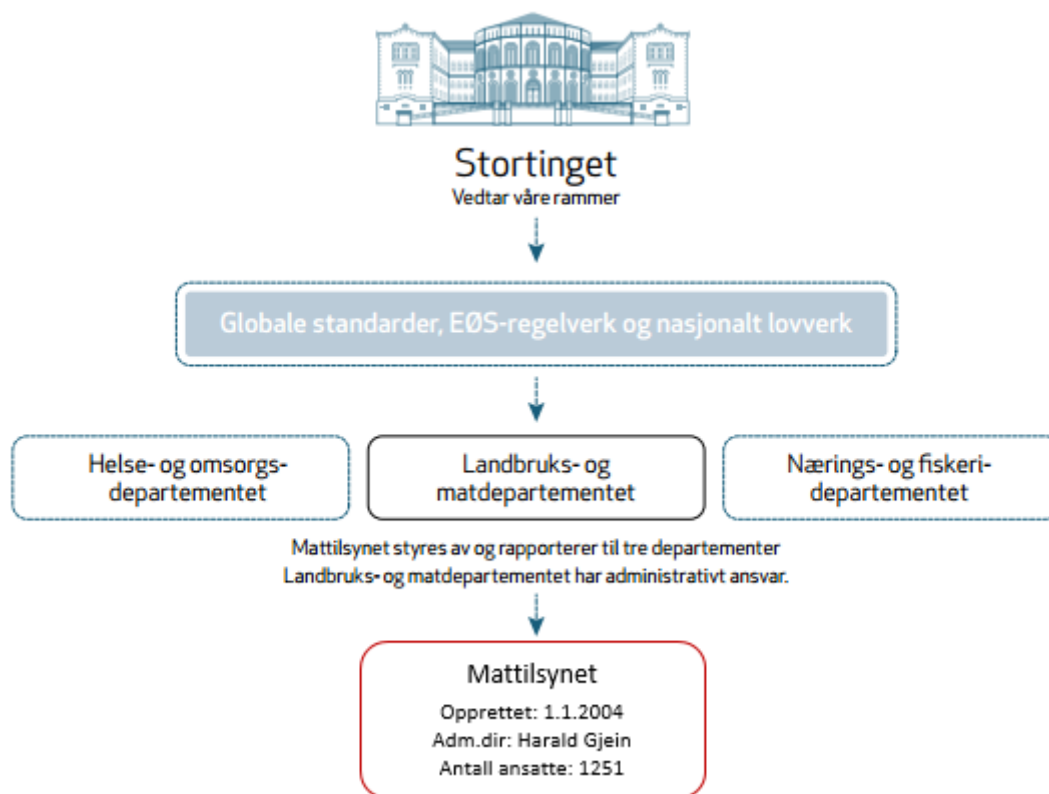 Stortinget
Vedtar våre rammer
Globale standarder, EØS-regelverk og nasjonalt lovverk
Helse- og omsorgs-
departementet
Landbruks- og
matdepartementet
Nærings- og fiskeri-
departementet
Mattilsynet styres av og rapporterer til tre departementer
Landbruks- og matdepartementet har administrativt ansvar.
Mattilsynet
Opprettet: 1.1.2004
Adm.dir: Harald Gjein
Antall ansatte: 1251